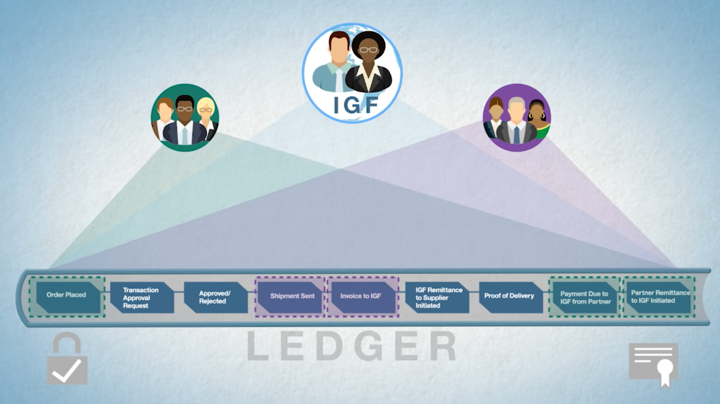 IGF
Order Placed
Transaction
Approval
Request
Approved/
Rejected
Shipment Sent
Invoice to IGF
IGF Remittance
to Supplier
Initiated
Proof of Delivery
Payment Due to
IGF from Partner
Partner Remittance
to IGF Initiated
LEDGER